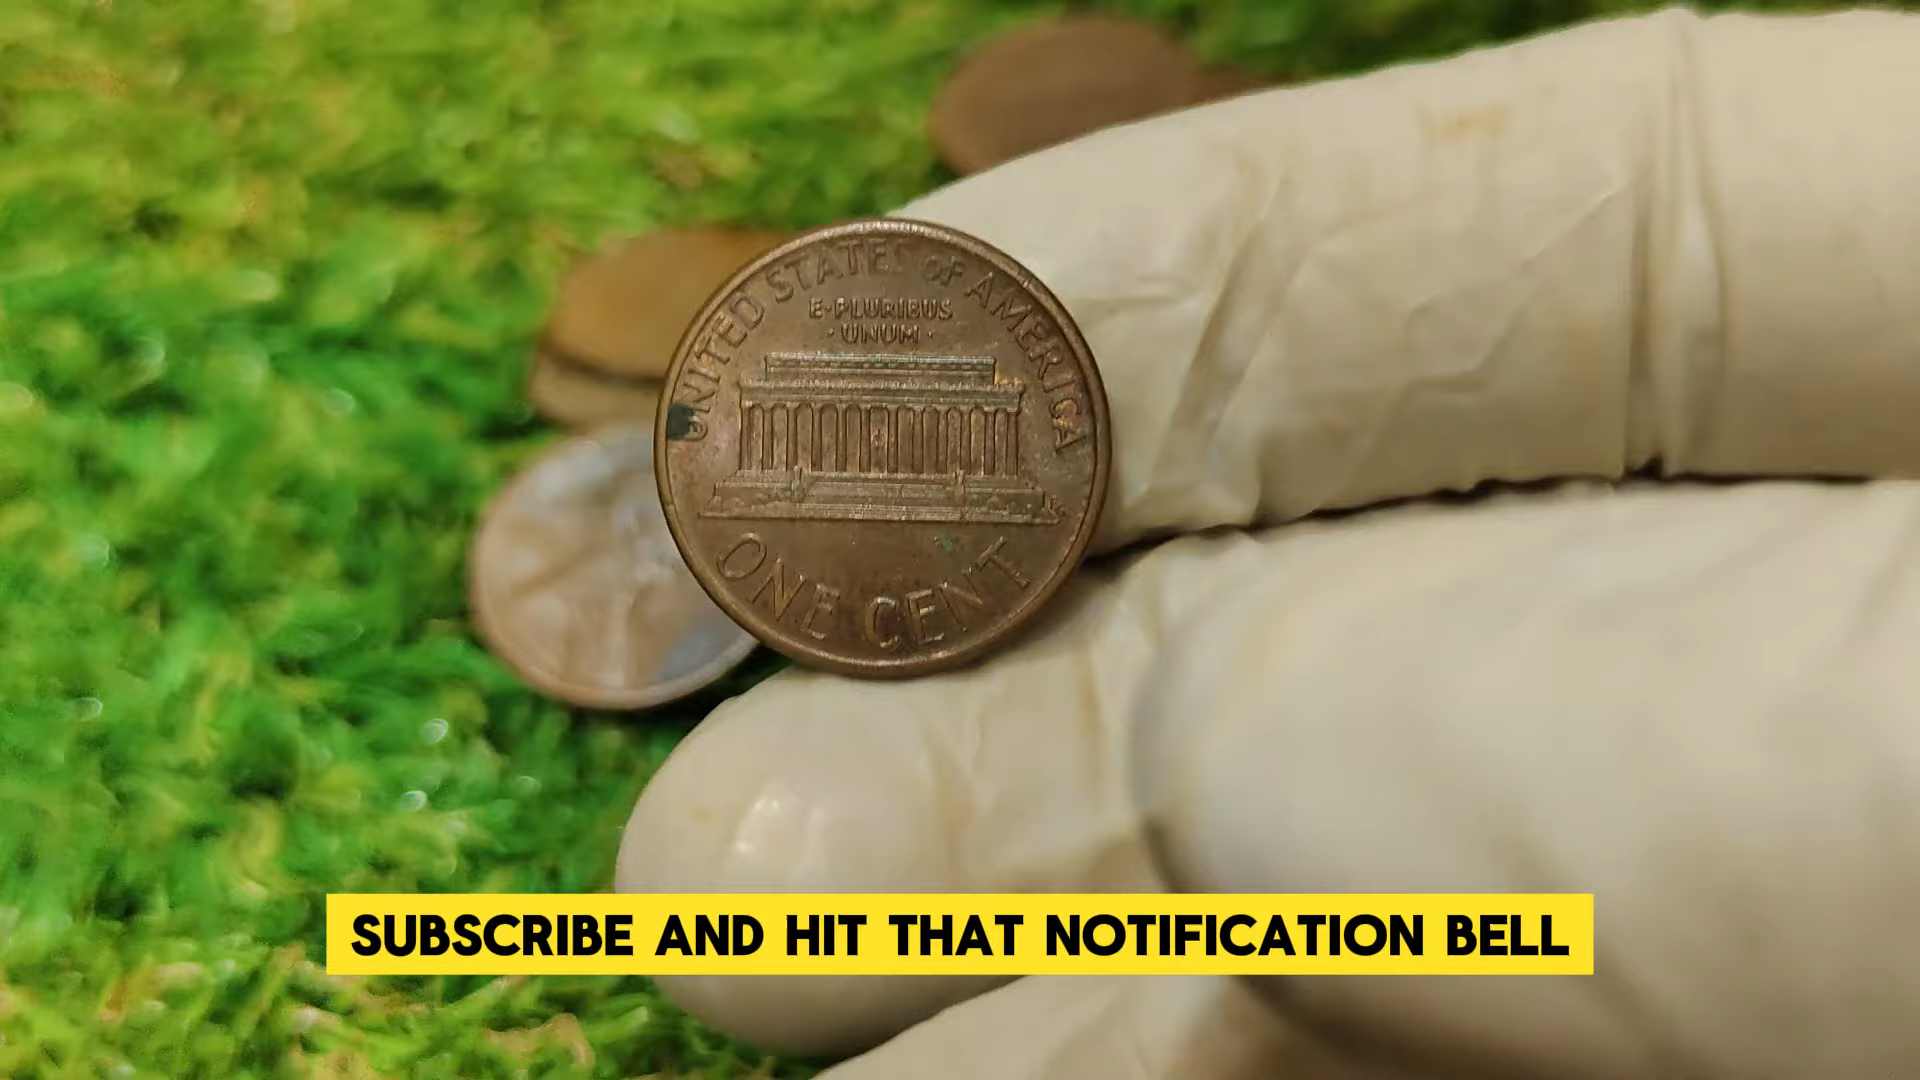 UNITED STATES of AMERICA
E·PLURIBUS
·UNUM·
ONE CENT
SUBSCRIBE AND HIT THAT NOTIFICATION BELL